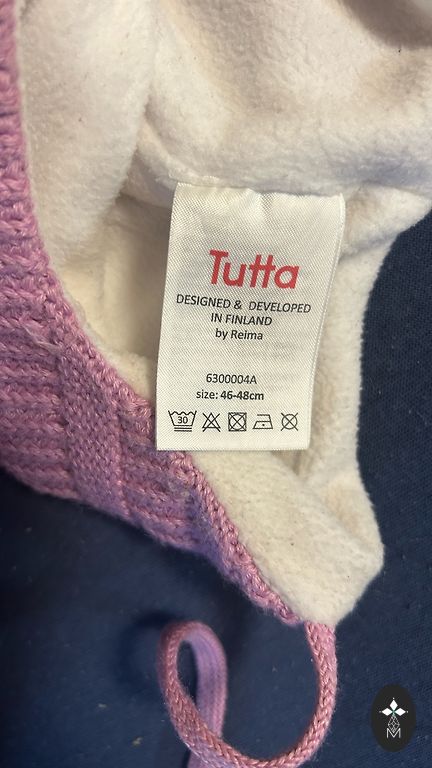 Tutta
DESIGNED & DEVELOPED
IN FINLAND
by Reima
6300004A
size: 46-48cm
30
M